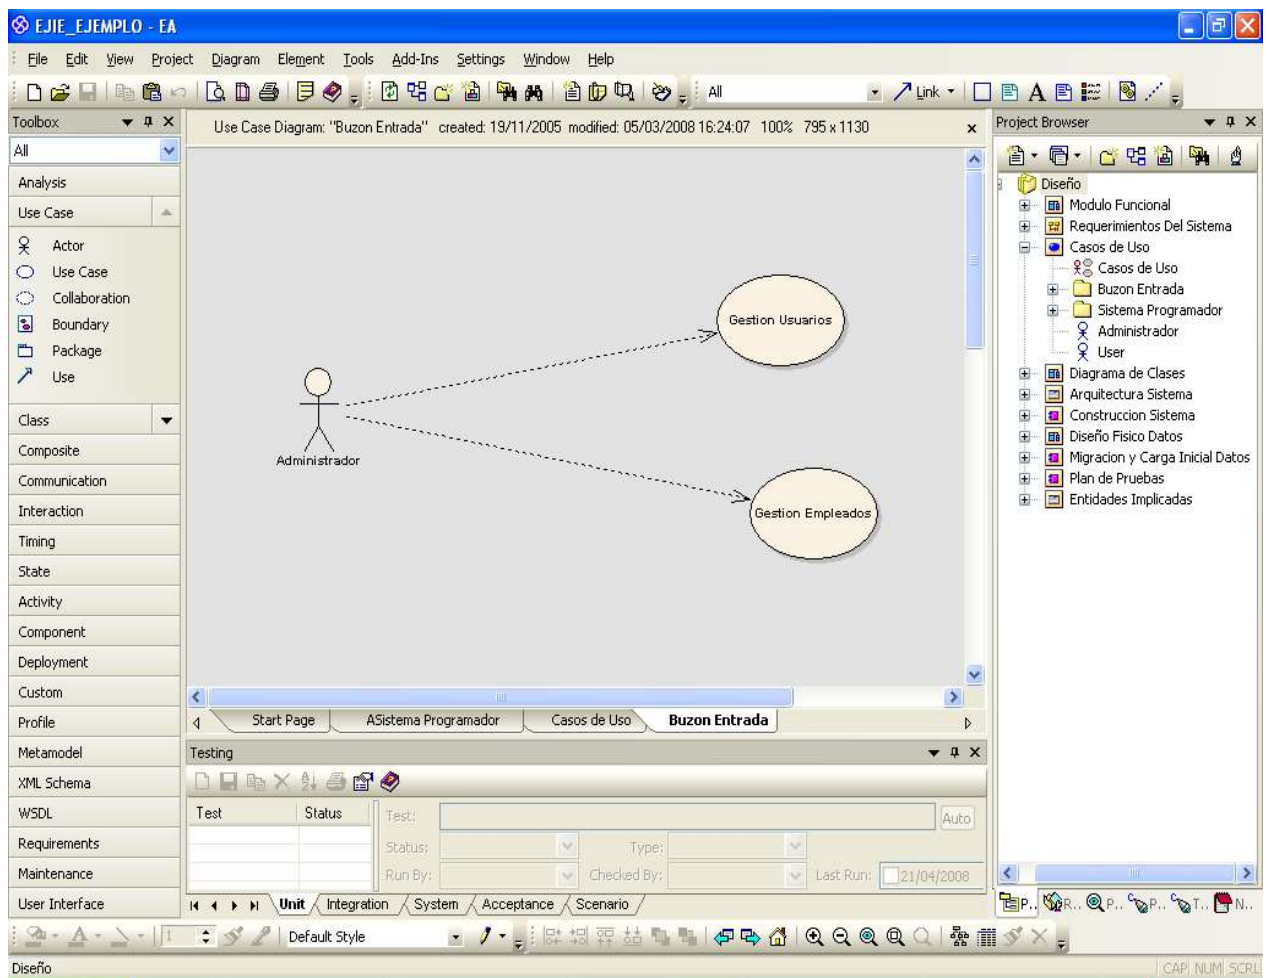 EJIE_EJEMPLO - EA
File Edit View Project Diagram Element Tools Add-Ins Settings Window Help
All
Link
Toolbox
All
Analysis
Use Case
Actor
Use Case
Collaboration
Boundary
Package
Use
Class
Composite
Communication
Interaction
Timing
State
Activity
Component
Deployment
Custom
Profile
Metamodel
XML Schema
WSDL
Requirements
Maintenance
User Interface
Use Case Diagram: "Buzon Entrada" created: 19/11/2005 modified: 05/03/2008 16:24:07 100% 795 x 1130
Gestion Usuarios
Administrador
Gestion Empleados
Start Page ASistema Programador Casos de Uso Buzon Entrada
Testing
Test Status
Test: Auto
Status: Type:
Run By: Checked By: Last Run: 21/04/2008
Unit Integration System Acceptance Scenario
Project Browser
Diseño
Modulo Funcional
Requerimientos Del Sistema
Casos de Uso
Casos de Uso
Buzon Entrada
Sistema Programador
Administrador
User
Diagrama de Clases
Arquitectura Sistema
Construccion Sistema
Diseño Fisico Datos
Migracion y Carga Inicial Datos
Plan de Pruebas
Entidades Implicadas
P.. R.. P.. P.. T.. N..
1 Default Style
Diseño
CAP NUM SCRL